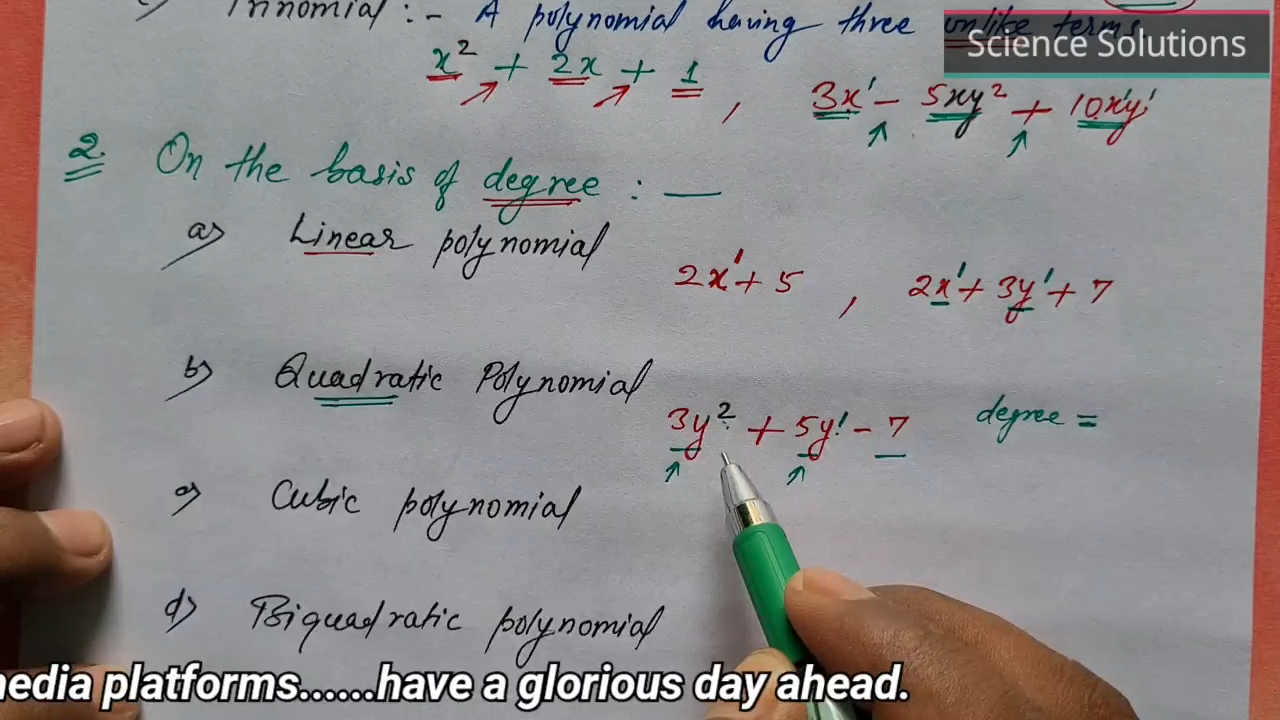 Trinomial :- A polynomial having three unlike terms.
Science Solutions
x² + 2x + 1 , 3x¹ - 5xy² + 10x¹y¹
2. On the basis of degree : —
a) Linear polynomial
2x¹ + 5 , 2x¹ + 3y¹ + 7
b) Quadratic Polynomial
3y² + 5y¹ - 7 degree =
c) Cubic polynomial
d) Biquadratic polynomial
media platforms......have a glorious day ahead.